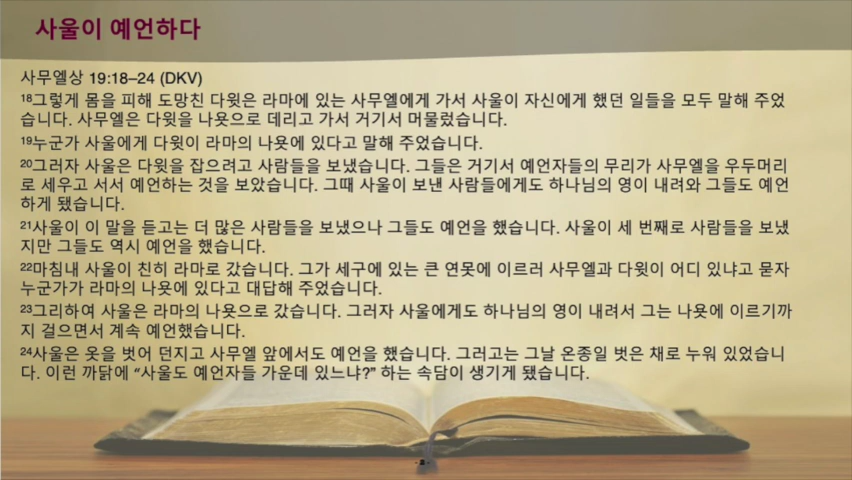 사울이 예언하다
사무엘상 19:18–24 (DKV)
18그렇게 몸을 피해 도망친 다윗은 라마에 있는 사무엘에게 가서 사울이 자신에게 했던 일들을 모두 말해 주었
습니다. 사무엘은 다윗을 나욧으로 데리고 가서 거기서 머물렀습니다.
19누군가 사울에게 다윗이 라마의 나욧에 있다고 말해 주었습니다.
20그러자 사울은 다윗을 잡으려고 사람들을 보냈습니다. 그들은 거기서 예언자들의 무리가 사무엘을 우두머리
로 세우고 서서 예언하는 것을 보았습니다. 그때 사울이 보낸 사람들에게도 하나님의 영이 내려와 그들도 예언
하게 됐습니다.
21사울이 이 말을 듣고는 더 많은 사람들을 보냈으나 그들도 예언을 했습니다. 사울이 세 번째로 사람들을 보냈
지만 그들도 역시 예언을 했습니다.
22마침내 사울이 친히 라마로 갔습니다. 그가 세구에 있는 큰 연못에 이르러 사무엘과 다윗이 어디 있냐고 묻자
누군가가 라마의 나욧에 있다고 대답해 주었습니다.
23그리하여 사울은 라마의 나욧으로 갔습니다. 그러자 사울에게도 하나님의 영이 내려서 그는 나욧에 이르기까
지 걸으면서 계속 예언했습니다.
24사울은 옷을 벗어 던지고 사무엘 앞에서도 예언을 했습니다. 그러고는 그날 온종일 벗은 채로 누워 있었습니
다. 이런 까닭에 “사울도 예언자들 가운데 있느냐?” 하는 속담이 생기게 됐습니다.